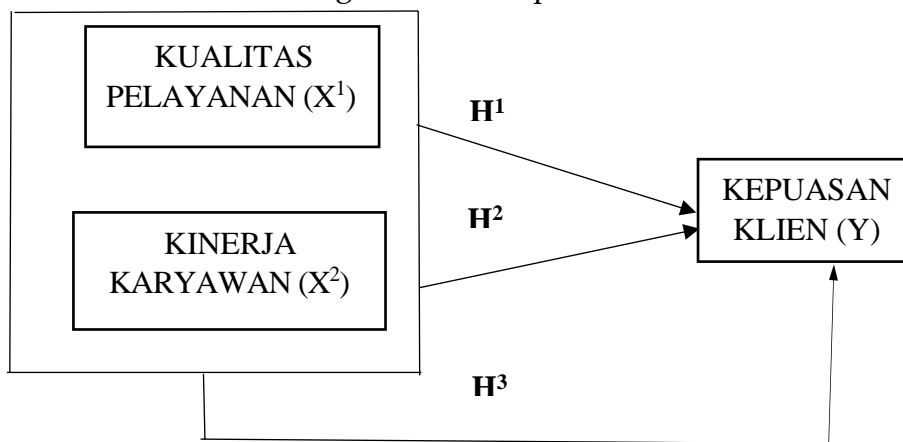 KUALITAS
PELAYANAN (X¹)
H¹
KEPUASAN
KLIEN (Y)
H²
KINERJA
KARYAWAN (X²)
H³